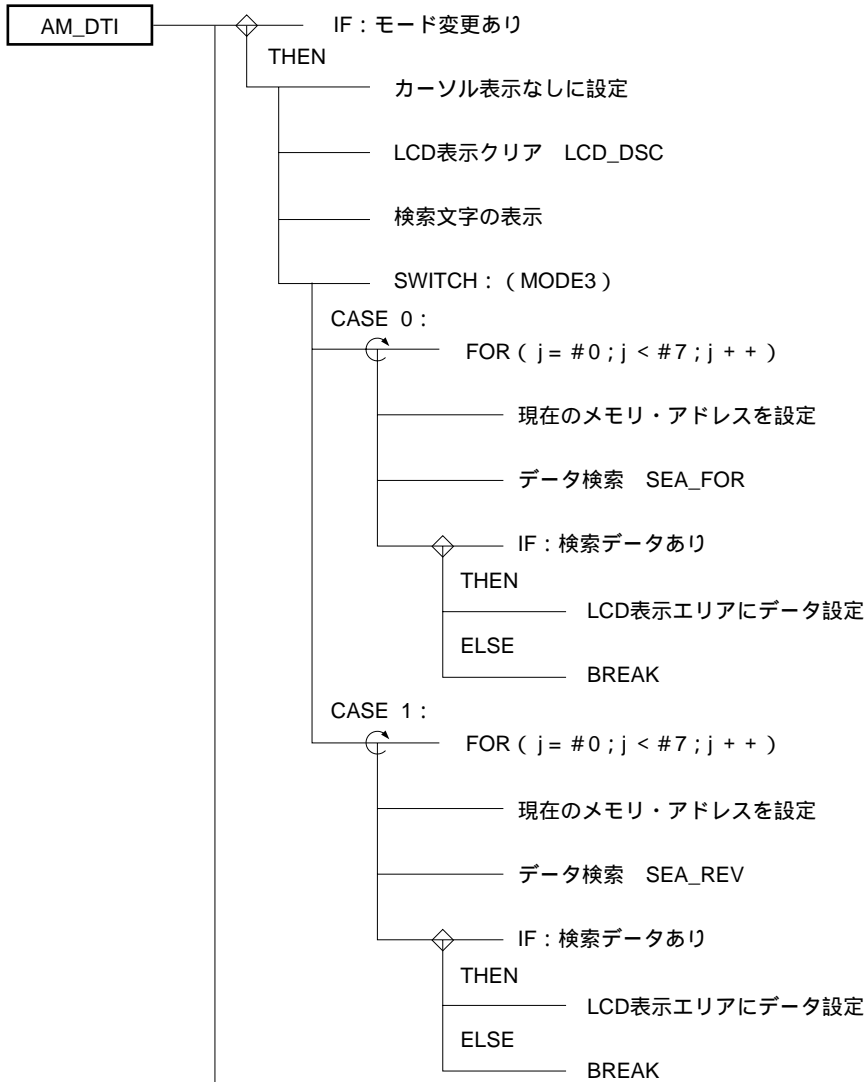 AM_DTI
IF：モード変更あり
THEN
カーソル表示なしに設定
LCD表示クリア　LCD_DSC
検索文字の表示
SWITCH：（MODE3）
CASE 0：
FOR（j=#0;j<#7;j++）
現在のメモリ・アドレスを設定
データ検索　SEA_FOR
IF：検索データあり
THEN
LCD表示エリアにデータ設定
ELSE
BREAK
CASE 1：
FOR（j=#0;j<#7;j++）
現在のメモリ・アドレスを設定
データ検索　SEA_REV
IF：検索データあり
THEN
LCD表示エリアにデータ設定
ELSE
BREAK